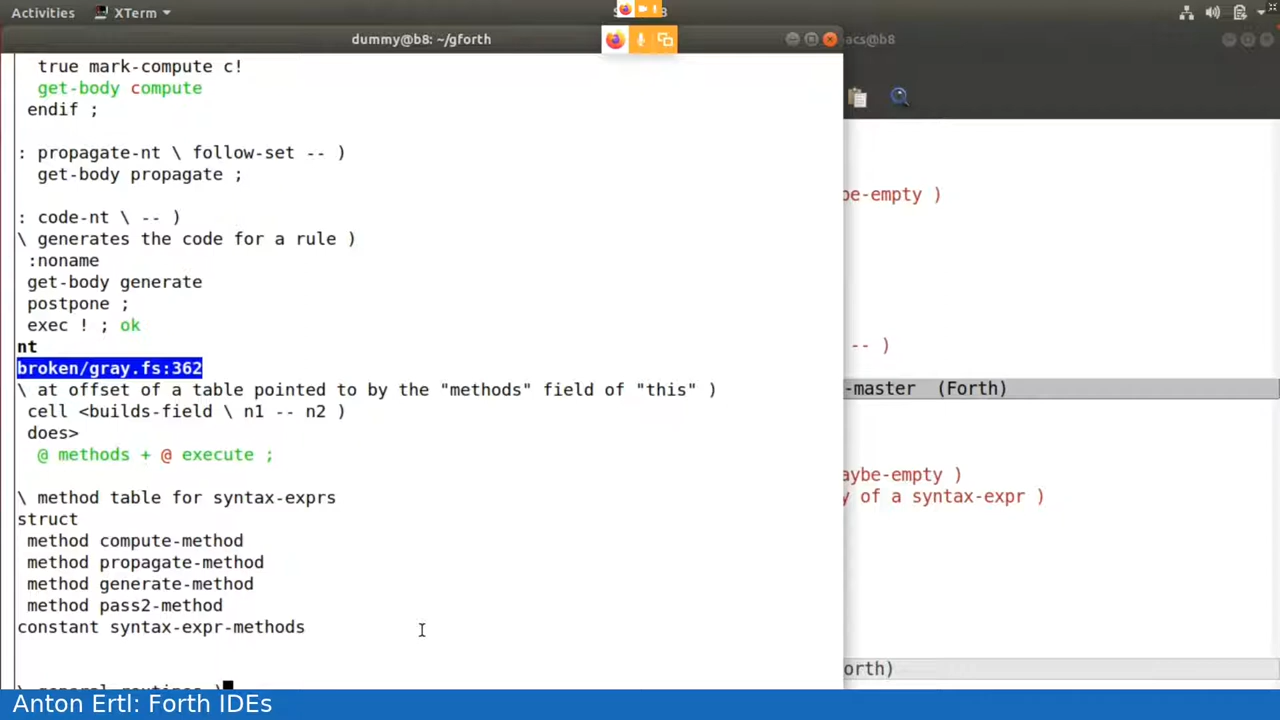 Activities XTerm
dummy@b8: ~/gforth
acs@b8
true mark-compute c!
get-body compute
endif ;
: propagate-nt \ follow-set -- )
get-body propagate ;
: code-nt \ -- )
\ generates the code for a rule )
:noname
get-body generate
postpone ;
exec ! ; ok
nt
broken/gray.fs:362
\ at offset of a table pointed to by the "methods" field of "this" )
cell <builds-field \ n1 -- n2 )
does>
@ methods + @ execute ;
\ method table for syntax-exprs
struct
method compute-method
method propagate-method
method generate-method
method pass2-method
constant syntax-expr-methods
\ general routines )
be-empty )
-- )
-master (Forth)
aybe-empty )
y of a syntax-expr )
orth)
Anton Ertl: Forth IDEs